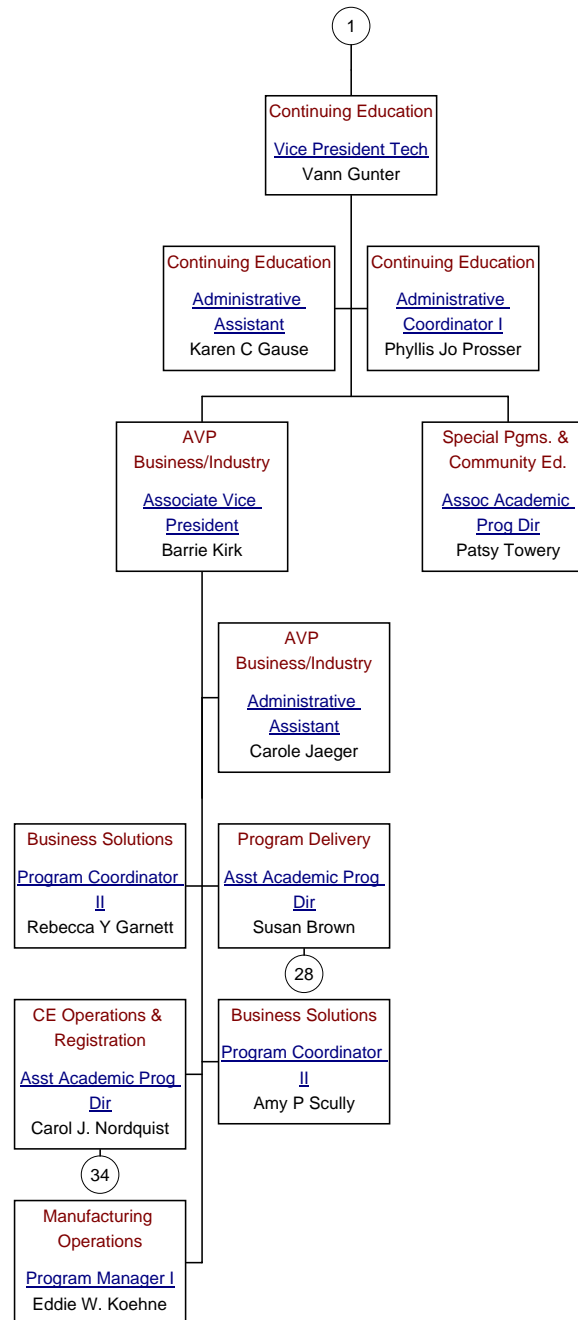 1
Continuing Education
Vice President Tech
Vann Gunter
Continuing Education
Administrative
Assistant
Karen C Gause
Continuing Education
Administrative
Coordinator I
Phyllis Jo Prosser
AVP
Business/Industry
Associate Vice
President
Barrie Kirk
Special Pgms. &
Community Ed.
Assoc Academic
Prog Dir
Patsy Towery
AVP
Business/Industry
Administrative
Assistant
Carole Jaeger
Business Solutions
Program Coordinator
II
Rebecca Y Garnett
Program Delivery
Asst Academic Prog
Dir
Susan Brown
28
CE Operations &
Registration
Asst Academic Prog
Dir
Carol J. Nordquist
34
Business Solutions
Program Coordinator
II
Amy P Scully
Manufacturing
Operations
Program Manager I
Eddie W. Koehne